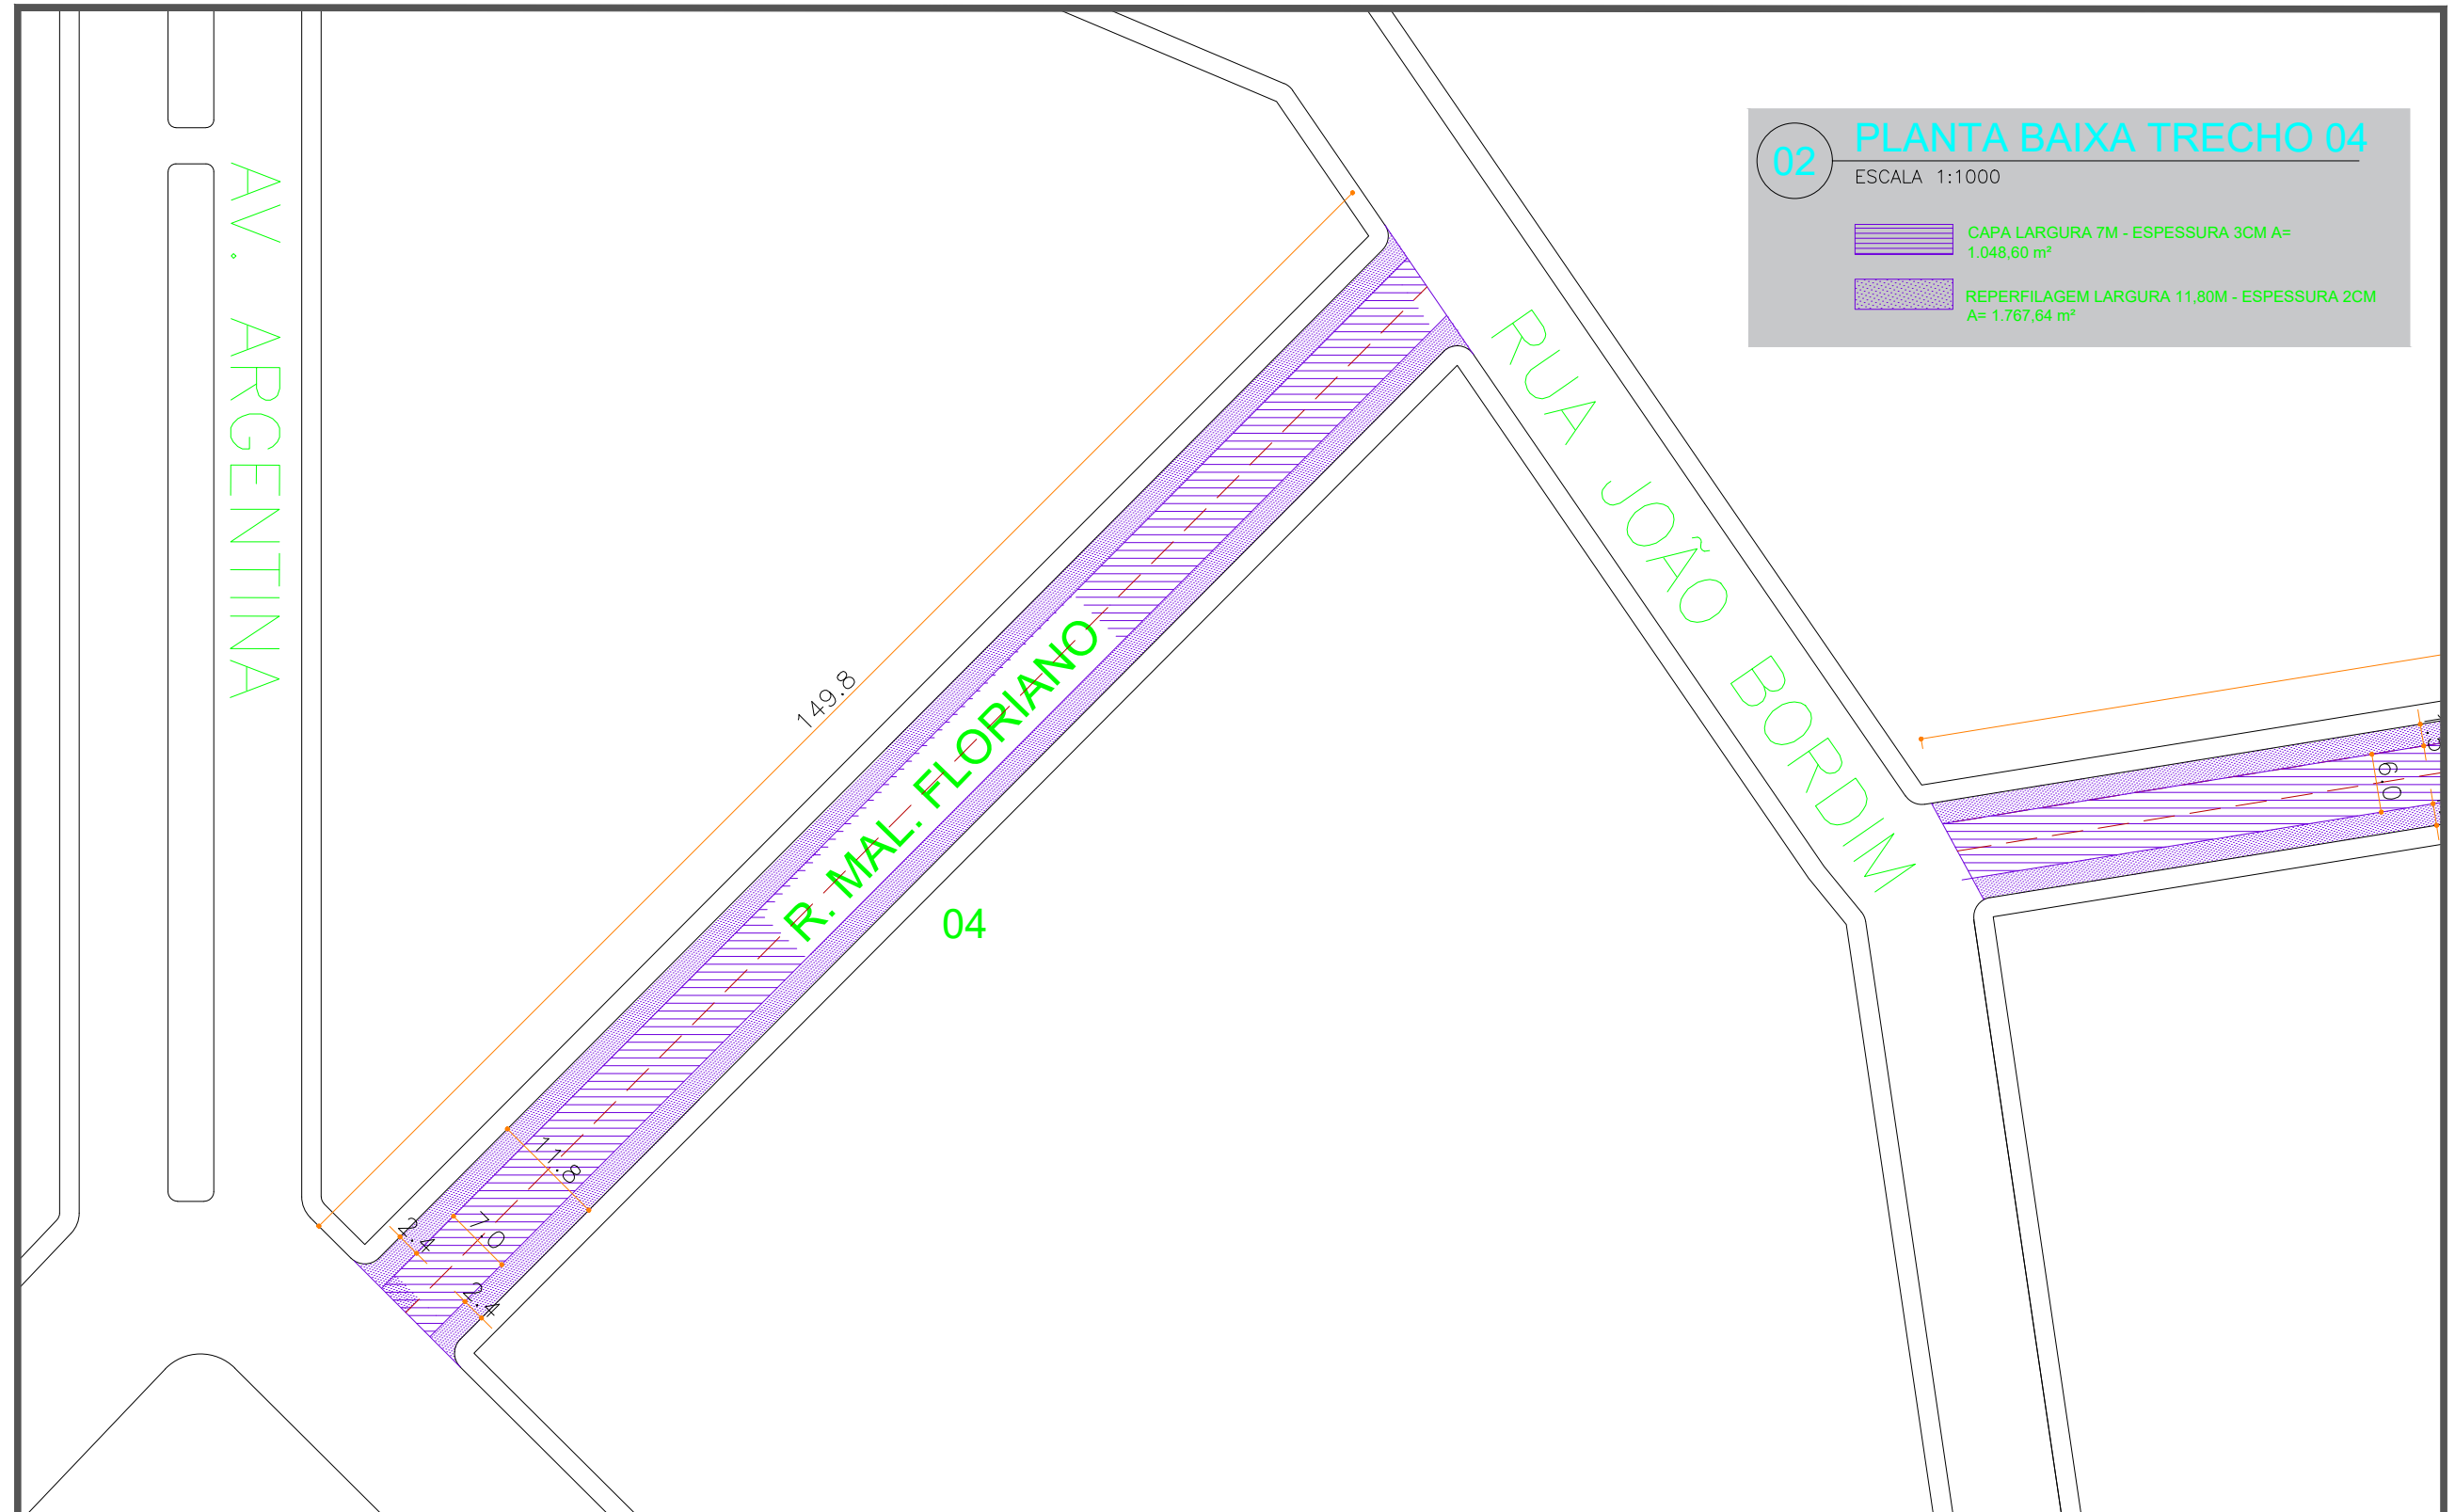 02
PLANTA BAIXA TRECHO 04
ESCALA 1:1000
CAPA LARGURA 7M - ESPESSURA 3CM A=
1.048,60 m²
REPERFILAGEM LARGURA 11,80M - ESPESSURA 2CM
A= 1.767,64 m²
AV. ARGENTINA
RUA JOÃO BORDIM
149.8
R. MAL. FLORIANO
04
6.0
11.8
7.0
2.4
2.4